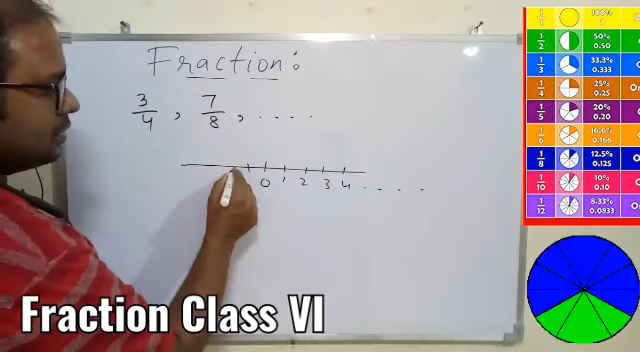 Fraction:
3/4, 7/8, ....
0 1 2 3 4 ....
1/1 100% 1
1/2 50% 0.50
1/3 33.3% 0.333
1/4 25% 0.25
1/5 20% 0.20
1/6 16.6% 0.166
1/8 12.5% 0.125
1/10 10% 0.10
1/12 8.33% 0.0833
Fraction Class VI